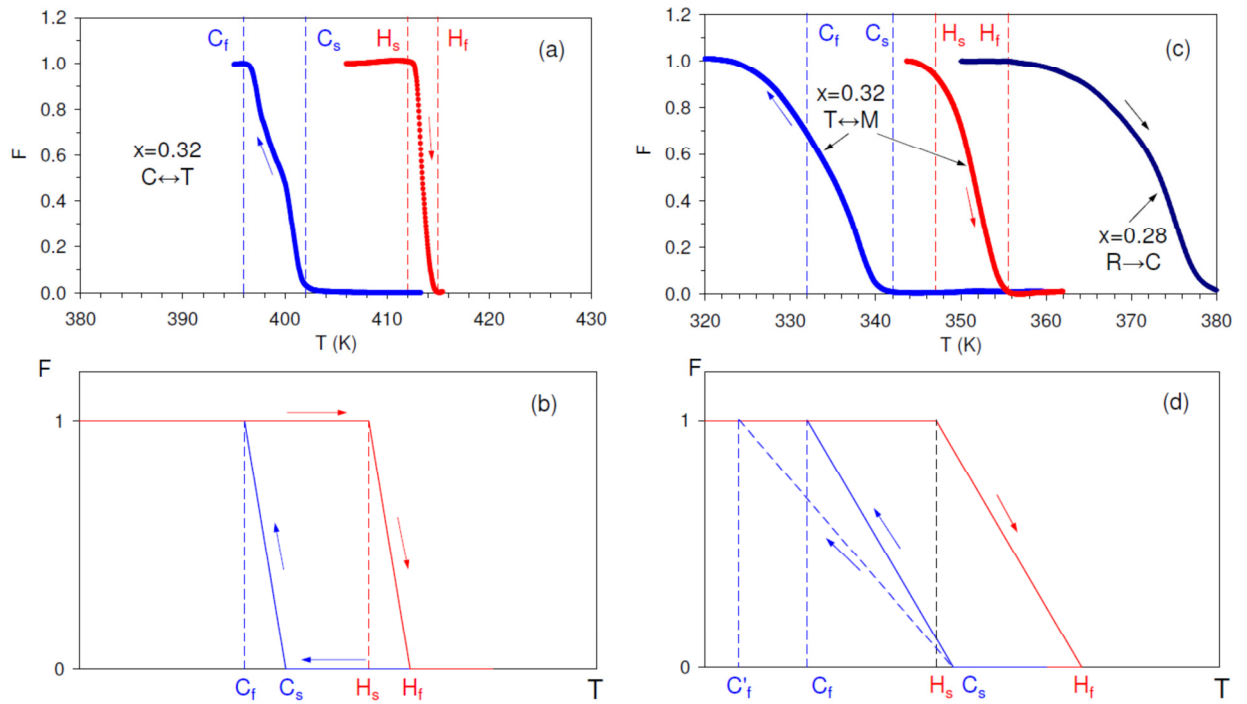 1.2
1.0
0.8
0.6
0.4
0.2
0.0
F
C_f
C_s
H_s
H_f
(a)
x=0.32
C↔T
380
390
400
410
420
430
T (K)
1.2
1.0
0.8
0.6
0.4
0.2
0.0
F
C_f
C_s
H_s
H_f
(c)
x=0.32
T↔M
x=0.28
R→C
320
330
340
350
360
370
380
T (K)
F
(b)
1
0
C_f
C_s
H_s
H_f
T
F
(d)
1
0
C'_f
C_f
H_s
C_s
H_f
T